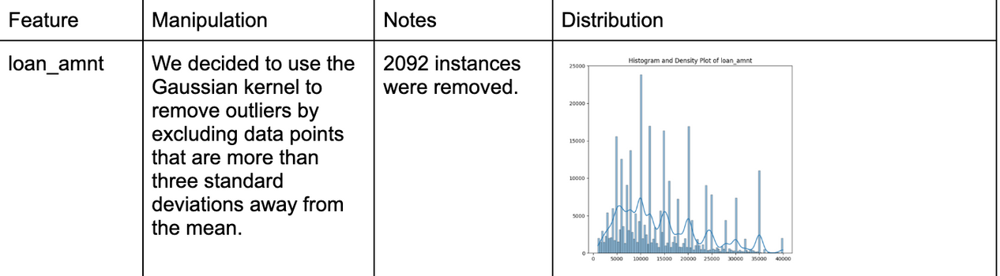 Feature
Manipulation
Notes
Distribution
loan_amnt
We decided to use the
Gaussian kernel to
remove outliers by
excluding data points
that are more than
three standard
deviations away from
the mean.
2092 instances
were removed.
Histogram and Density Plot of loan_amnt
25000
20000
15000
10000
5000
0
0 5000 10000 15000 20000 25000 30000 35000 40000